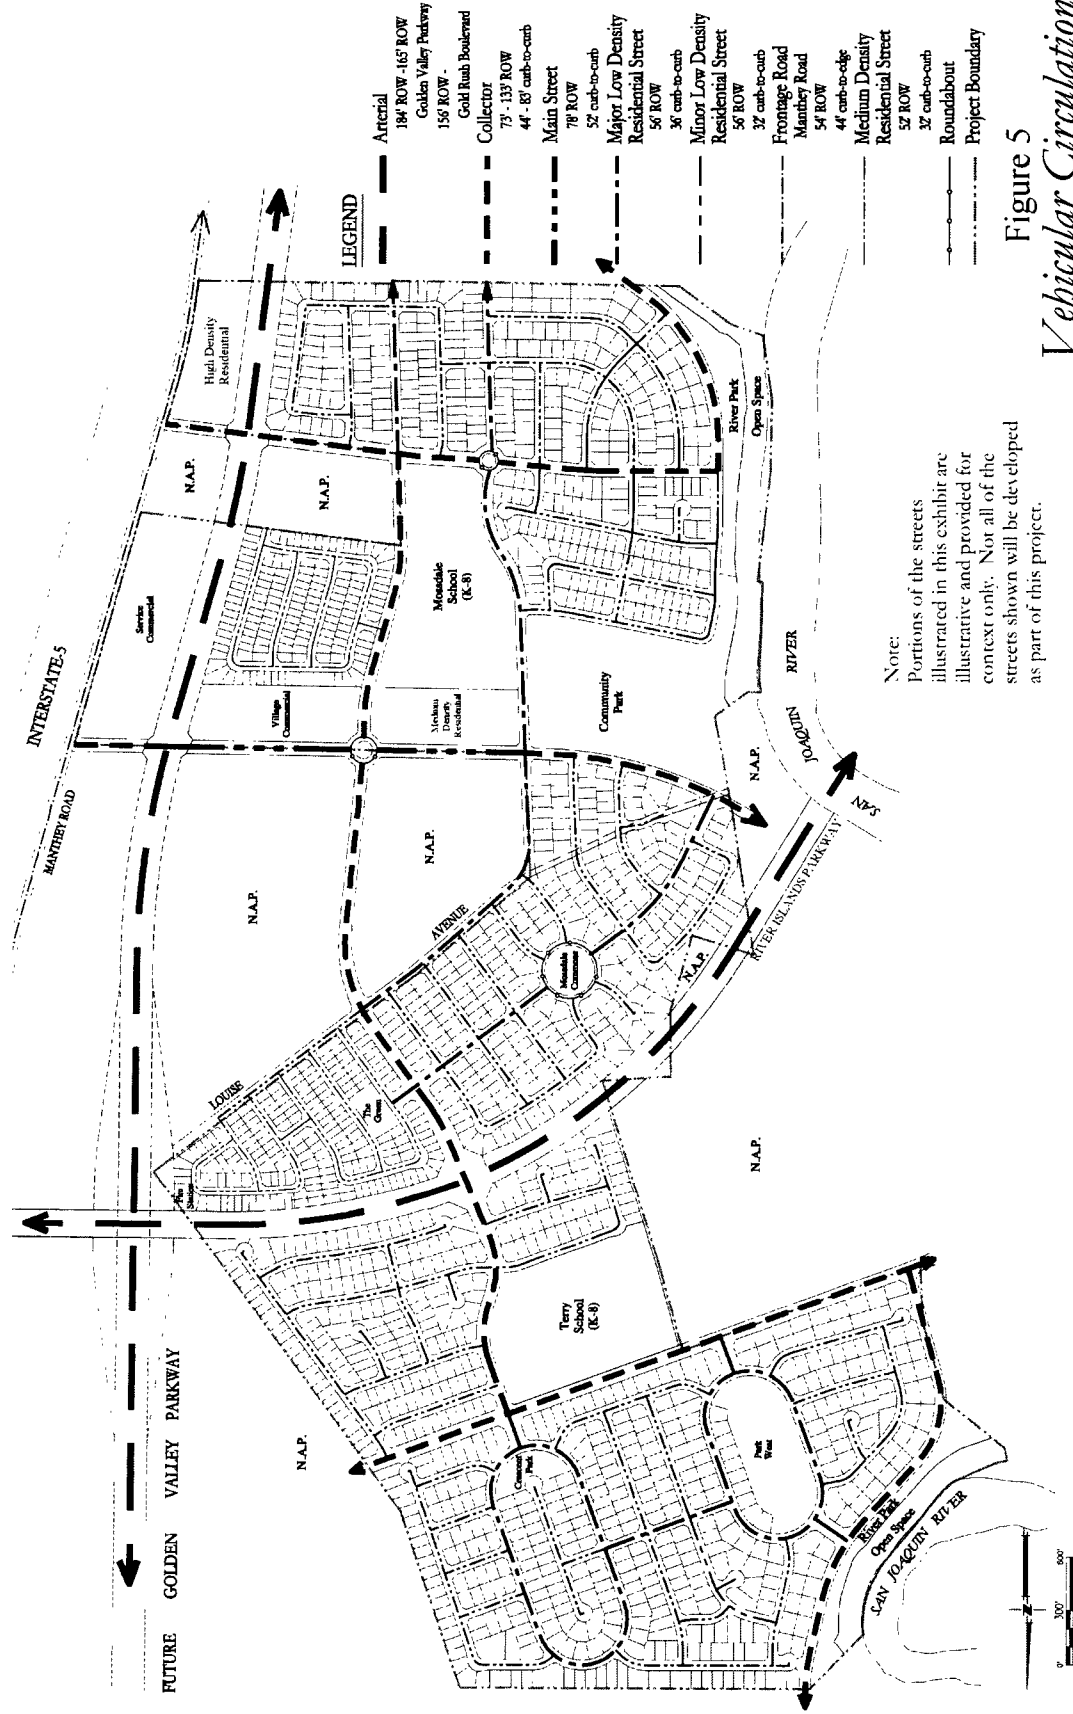 INTERSTATE-5
MANTHEY ROAD
High Density
Residential
N.A.P.
N.A.P.
Service
Commercial
Village
Commercial
Mossdale
School
(K-8)
Medium
Density
Residential
Community
Park
River Park
Open Space
N.A.P.
N.A.P.
N.A.P.
SAN
JOAQUIN
RIVER
LOUISE
AVENUE
Mossdale
Commons
N.A.P.
RIVER ISLANDS PARKWAY
The
Green
Fire
Station
FUTURE GOLDEN VALLEY PARKWAY
N.A.P.
N.A.P.
Terry
School
(K-8)
Crescent
Park
Park
West
River Park
Open Space
SAN JOAQUIN RIVER
LEGEND
Arterial
184' ROW -165' ROW
Golden Valley Parkway
156' ROW -
Gold Rush Boulevard
Collector
73' - 133' ROW
44' - 83' curb-to-curb
Main Street
78' ROW
52' curb-to-curb
Major Low Density
Residential Street
56' ROW
36' curb-to-curb
Minor Low Density
Residential Street
56' ROW
32' curb-to-curb
Frontage Road
Manthey Road
54' ROW
44' curb-to-edge
Medium Density
Residential Street
52' ROW
32' curb-to-curb
Roundabout
Project Boundary
Note:
Portions of the streets
illustrated in this exhibit are
illustrative and provided for
context only. Not all of the
streets shown will be developed
as part of this project.
N
0' 300' 600'
Figure 5
Vehicular Circulation